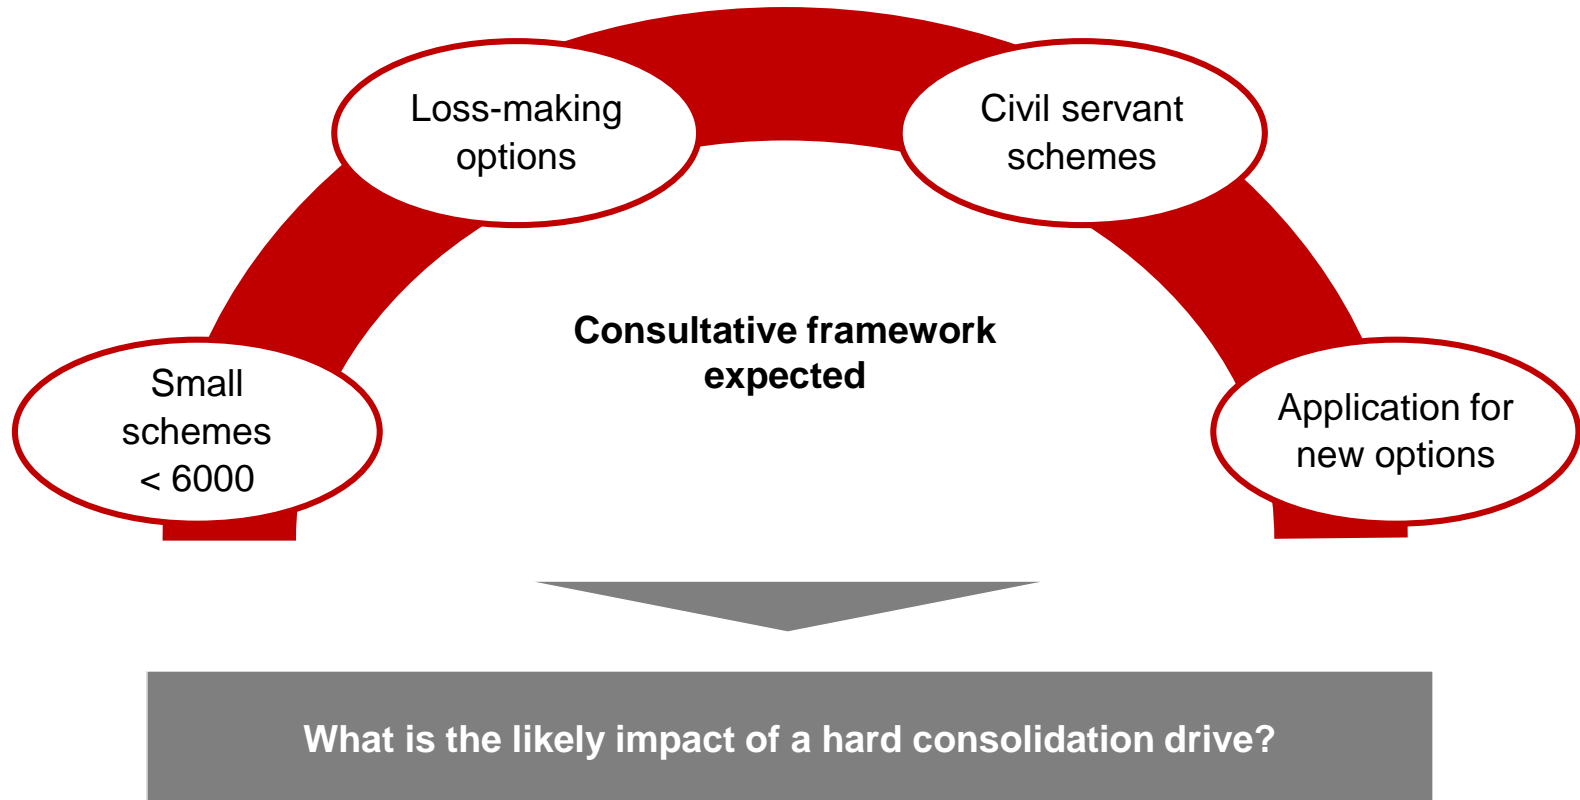 Loss-making
options
Civil servant
schemes
Consultative framework
expected
Small
schemes
< 6000
Application for
new options
What is the likely impact of a hard consolidation drive?